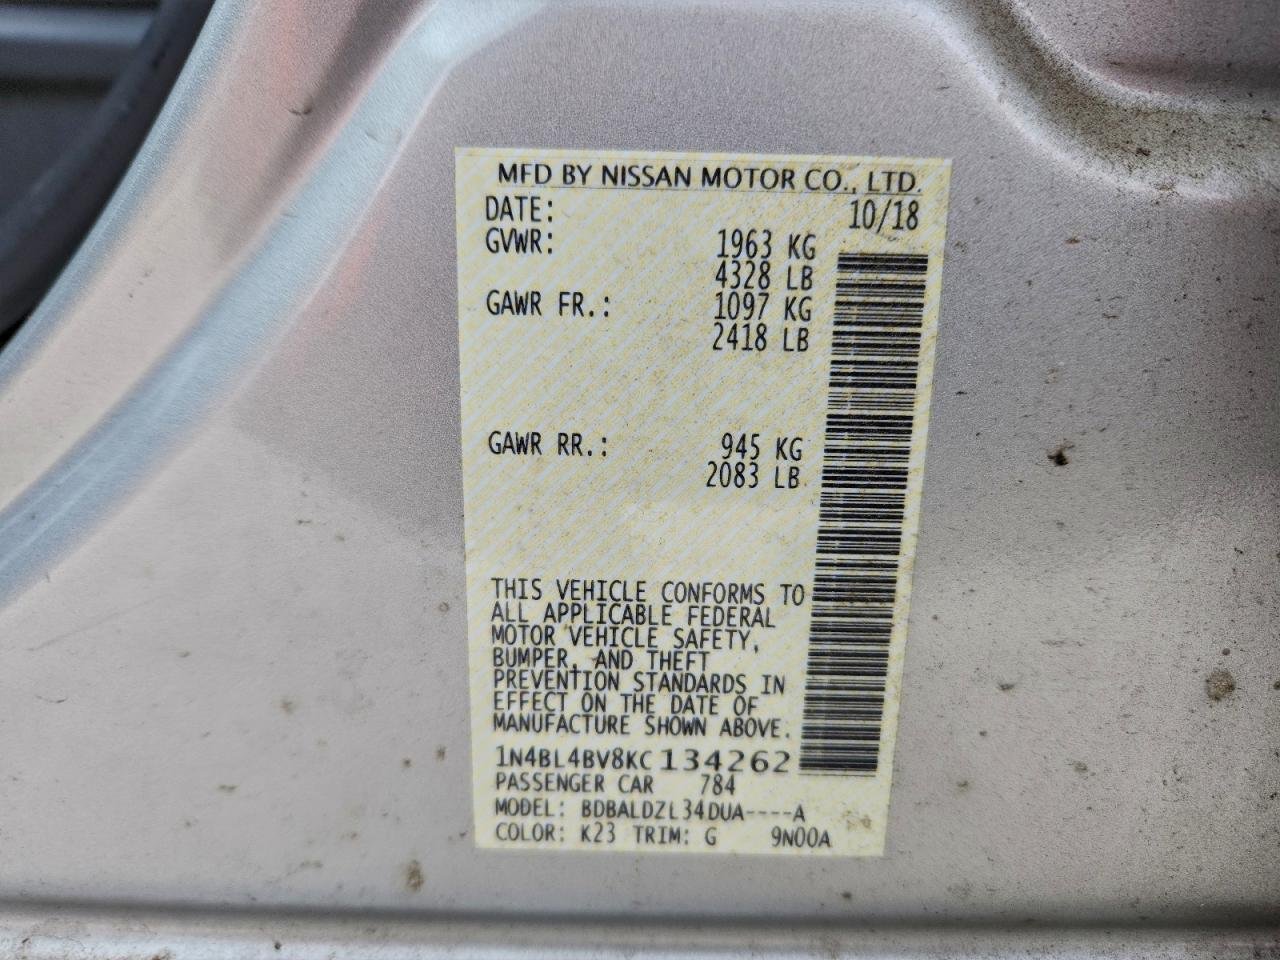 MFD BY NISSAN MOTOR CO., LTD.
DATE: 10/18
GVWR: 1963 KG
4328 LB
GAWR FR.: 1097 KG
2418 LB
GAWR RR.: 945 KG
2083 LB
THIS VEHICLE CONFORMS TO
ALL APPLICABLE FEDERAL
MOTOR VEHICLE SAFETY,
BUMPER, AND THEFT
PREVENTION STANDARDS IN
EFFECT ON THE DATE OF
MANUFACTURE SHOWN ABOVE.
1N4BL4BV8KC134262
PASSENGER CAR 784
MODEL: BDBALDZL34DUA----A
COLOR: K23 TRIM: G 9N00A